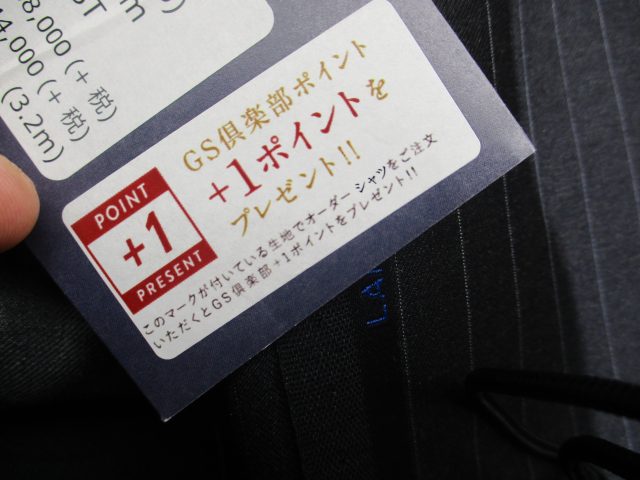 8,000 (+税)
4,000 (+税)
(3.2m)
GS倶楽部ポイント
+1ポイントを
プレゼント!!
POINT
+1
PRESENT
このマークが付いている生地でオーダーシャツをご注文
いただくとGS倶楽部+1ポイントをプレゼント!!